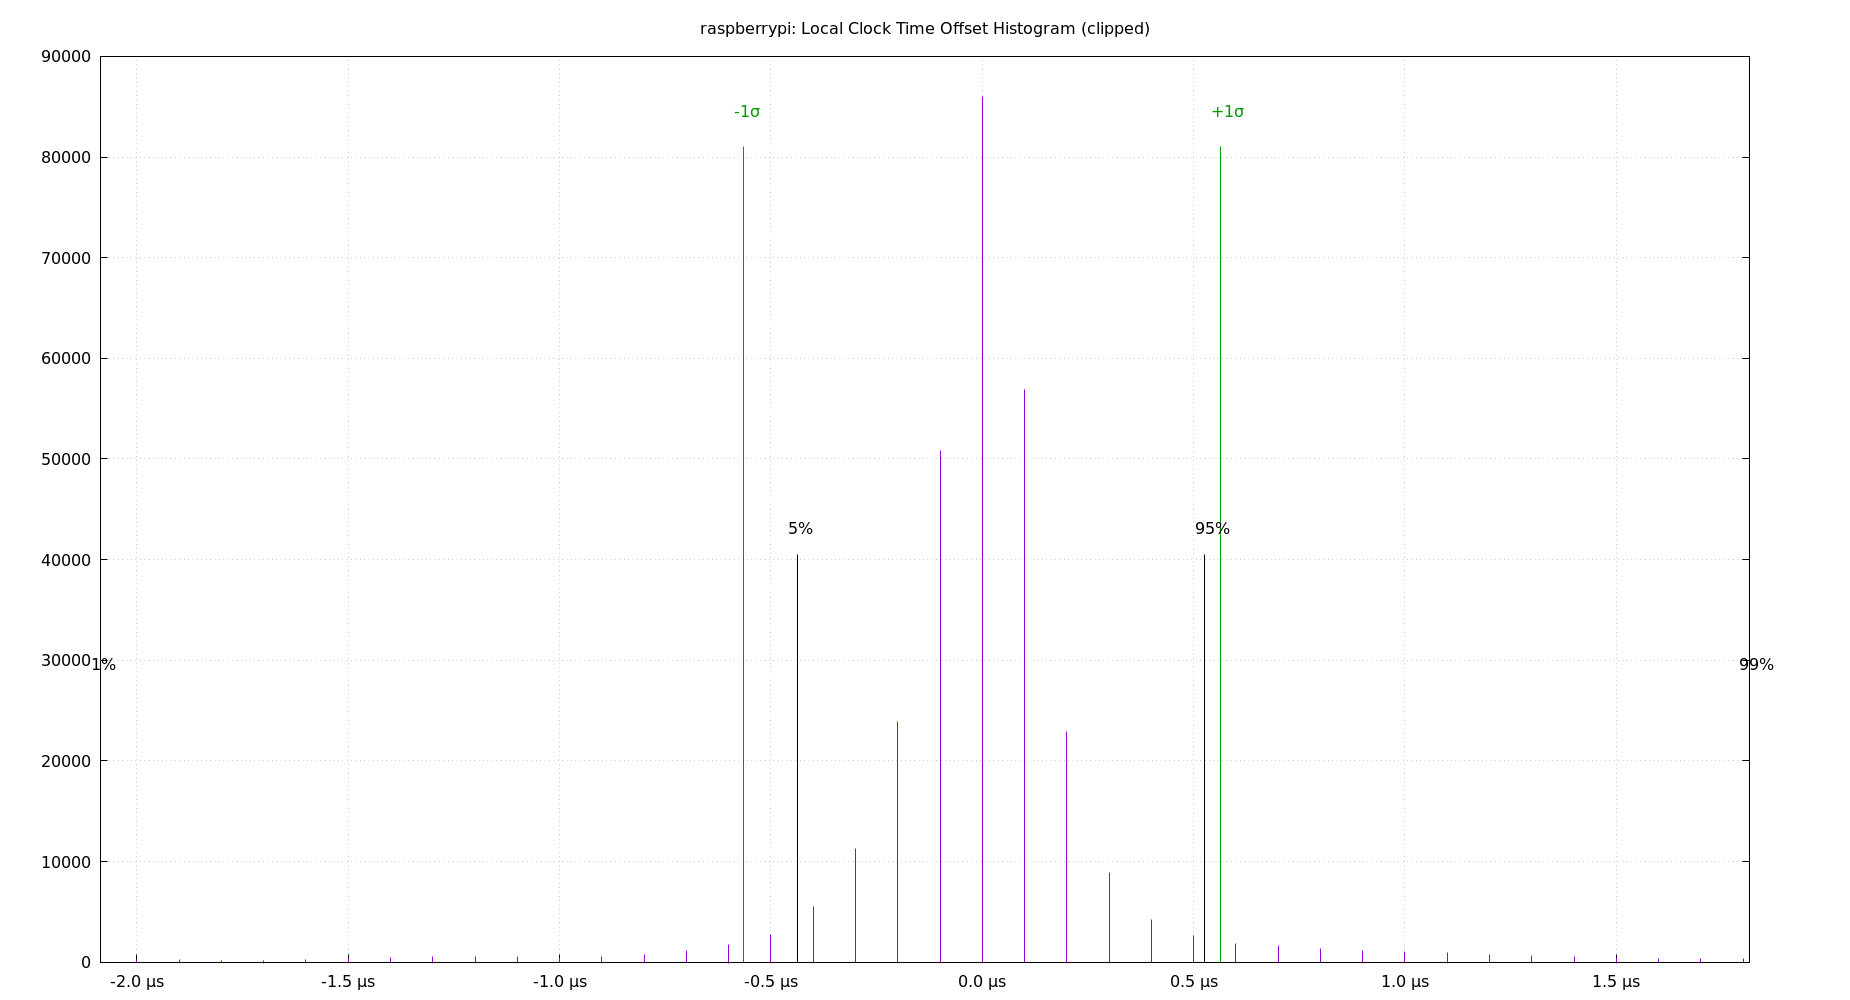 raspberrypi: Local Clock Time Offset Histogram (clipped)
90000
-1σ
+1σ
80000
70000
60000
50000
5%
95%
40000
30000
1%
99%
20000
10000
0
-2.0 µs
-1.5 µs
-1.0 µs
-0.5 µs
0.0 µs
0.5 µs
1.0 µs
1.5 µs